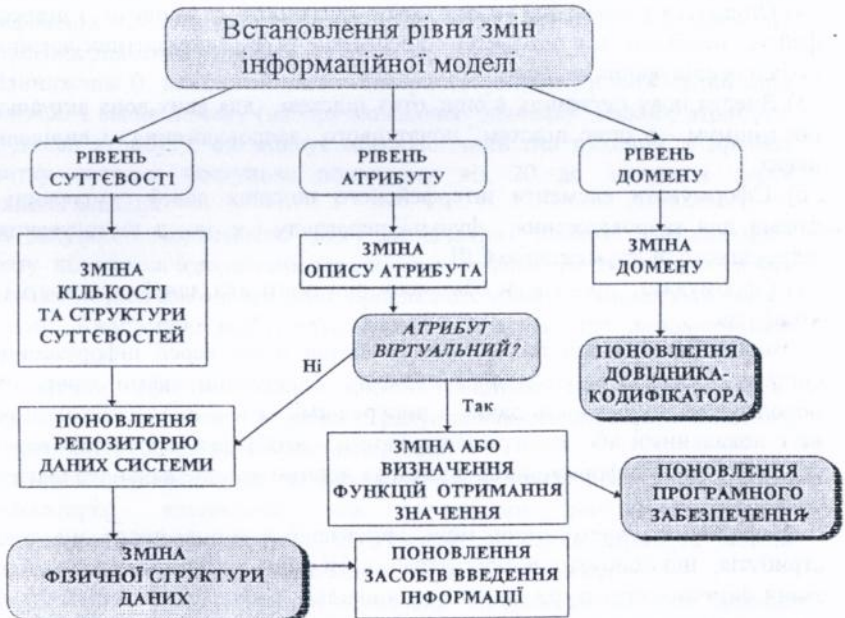 Встановлення рівня змін
інформаційної моделі
РІВЕНЬ
СУТТЄВОСТІ
РІВЕНЬ
АТРИБУТУ
РІВЕНЬ
ДОМЕНУ
ЗМІНА
КІЛЬКОСТІ
ТА СТРУКТУРИ
СУТТЄВОСТЕЙ
ЗМІНА
ОПИСУ АТРИБУТА
ЗМІНА
ДОМЕНУ
АТРИБУТ
ВІРТУАЛЬНИЙ?
Ні
Так
ПОНОВЛЕННЯ
ДОВІДНИКА-
КОДИФІКАТОРА
ПОНОВЛЕННЯ
РЕПОЗИТОРІЮ
ДАНИХ СИСТЕМИ
ЗМІНА АБО
ВИЗНАЧЕННЯ
ФУНКЦІЙ ОТРИМАННЯ
ЗНАЧЕННЯ
ПОНОВЛЕННЯ
ПРОГРАМНОГО
ЗАБЕЗПЕЧЕННЯ
ЗМІНА
ФІЗИЧНОЇ СТРУКТУРИ
ДАНИХ
ПОНОВЛЕННЯ
ЗАСОБІВ ВВЕДЕННЯ
ІНФОРМАЦІЇ